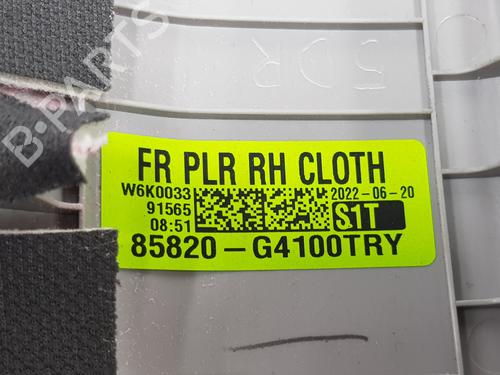 5DR
FR PLR RH CLOTH
W6K0033
2022-06-20
91565
08:51
S1T
85820-G4100TRY
B-PARTS